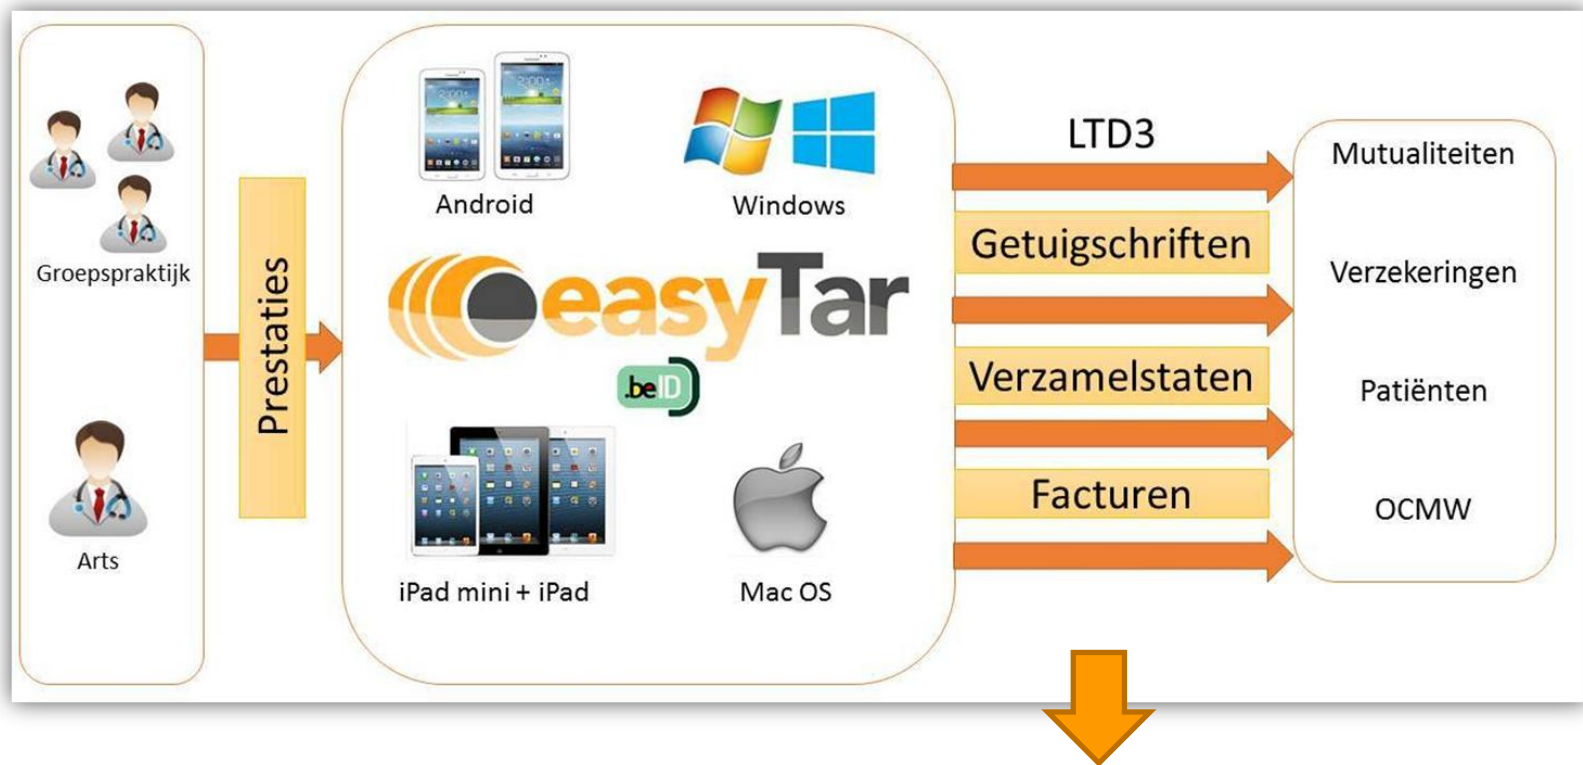 Groepspraktijk
Arts
Prestaties
Android
Windows
easyTar
.beID
iPad mini + iPad
Mac OS
LTD3
Getuigschriften
Verzamelstaten
Facturen
Mutualiteiten
Verzekeringen
Patiënten
OCMW